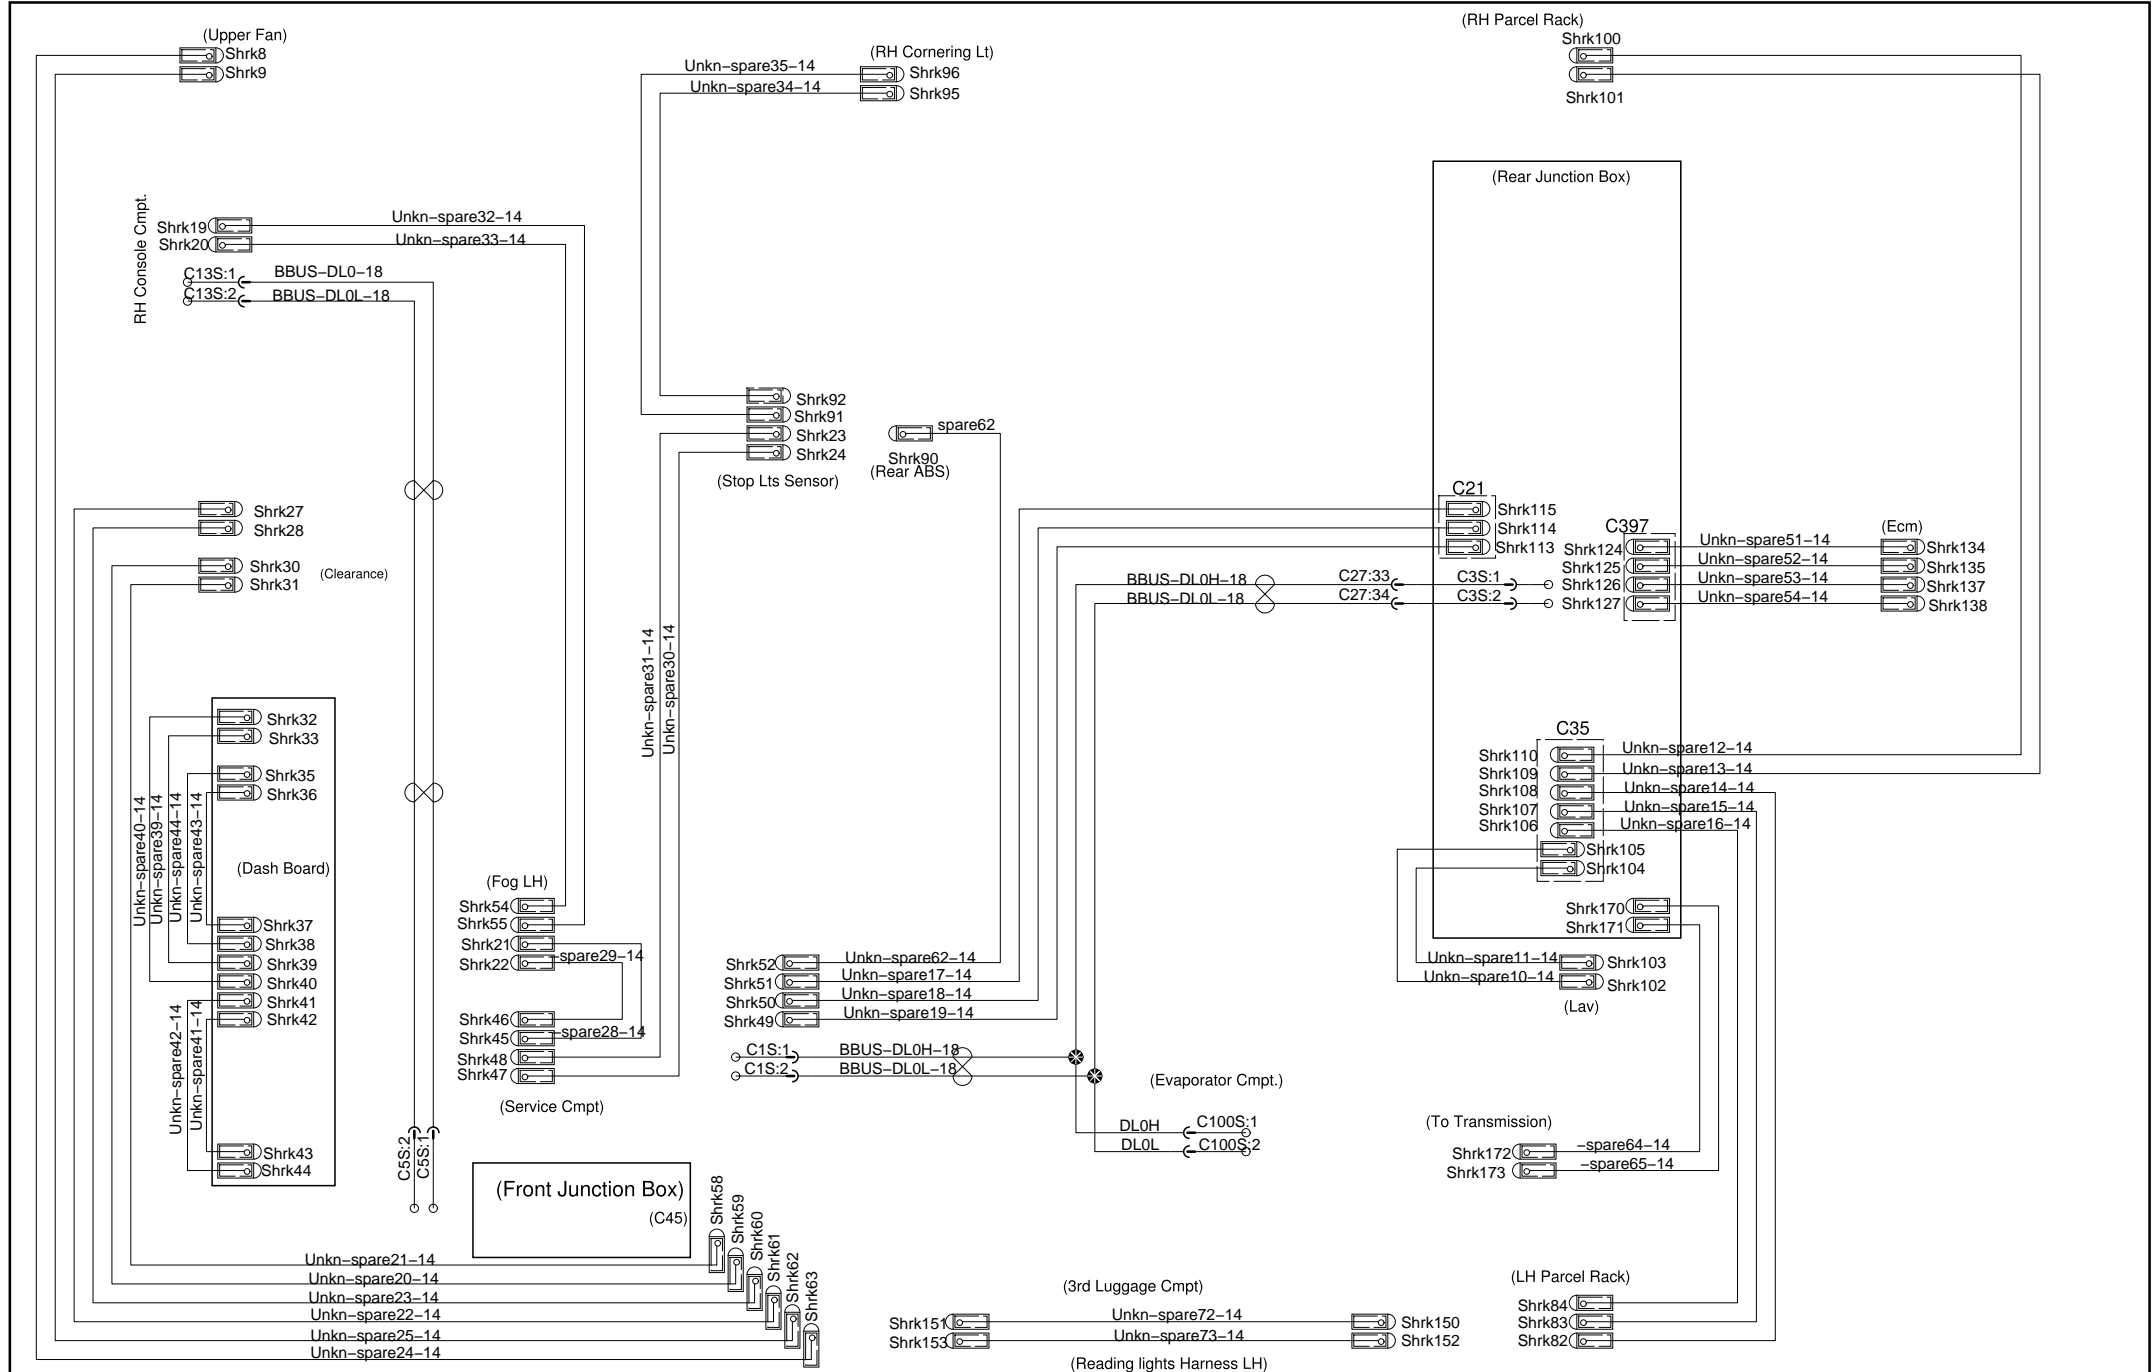 (Upper Fan)
Shrk8
Shrk9
(RH Cornering Lt)
Unkn-spare35-14
Shrk96
Unkn-spare34-14
Shrk95
(RH Parcel Rack)
Shrk100
Shrk101
(Rear Junction Box)
RH Console Cmpt.
Shrk19
Unkn-spare32-14
Shrk20
Unkn-spare33-14
C13S:1
BBUS-DL0-18
C13S:2
BBUS-DL0L-18
Shrk92
Shrk91
Shrk23
Shrk24
(Stop Lts Sensor)
spare62
Shrk90
(Rear ABS)
Shrk27
Shrk28
Shrk30
Shrk31
(Clearance)
C21
Shrk115
Shrk114
Shrk113
C397
Shrk124
Shrk125
Shrk126
Shrk127
(Ecm)
Unkn-spare51-14
Shrk134
Unkn-spare52-14
Shrk135
Unkn-spare53-14
Shrk137
Unkn-spare54-14
Shrk138
BBUS-DL0H-18
C27:33
C3S:1
BBUS-DL0L-18
C27:34
C3S:2
Unkn-spare31-14
Unkn-spare30-14
Shrk32
Shrk33
Shrk35
Shrk36
Unkn-spare40-14
Unkn-spare39-14
Unkn-spare44-14
Unkn-spare43-14
(Dash Board)
Shrk37
Shrk38
Shrk39
Shrk40
Shrk41
Shrk42
Unkn-spare42-14
Unkn-spare41-14
Shrk43
Shrk44
C5S:2
C5S:1
(Fog LH)
Shrk54
Shrk55
Shrk21
Shrk22
-spare29-14
Shrk46
Shrk45
-spare28-14
Shrk48
Shrk47
(Service Cmpt)
Shrk52
Unkn-spare62-14
Shrk51
Unkn-spare17-14
Shrk50
Unkn-spare18-14
Shrk49
Unkn-spare19-14
C1S:1
BBUS-DL0H-18
C1S:2
BBUS-DL0L-18
(Evaporator Cmpt.)
DL0H
C100S:1
DL0L
C100S:2
C35
Shrk110
Unkn-spare12-14
Shrk109
Unkn-spare13-14
Shrk108
Unkn-spare14-14
Shrk107
Unkn-spare15-14
Shrk106
Unkn-spare16-14
Shrk105
Shrk104
Shrk170
Shrk171
Unkn-spare11-14
Shrk103
Unkn-spare10-14
Shrk102
(Lav)
(To Transmission)
Shrk172
-spare64-14
Shrk173
-spare65-14
(Front Junction Box)
(C45)
Shrk58
Shrk59
Shrk60
Shrk61
Shrk62
Shrk63
Unkn-spare21-14
Unkn-spare20-14
Unkn-spare23-14
Unkn-spare22-14
Unkn-spare25-14
Unkn-spare24-14
(3rd Luggage Cmpt)
Shrk151
Unkn-spare72-14
Shrk150
Shrk153
Unkn-spare73-14
Shrk152
(Reading lights Harness LH)
(LH Parcel Rack)
Shrk84
Shrk83
Shrk82